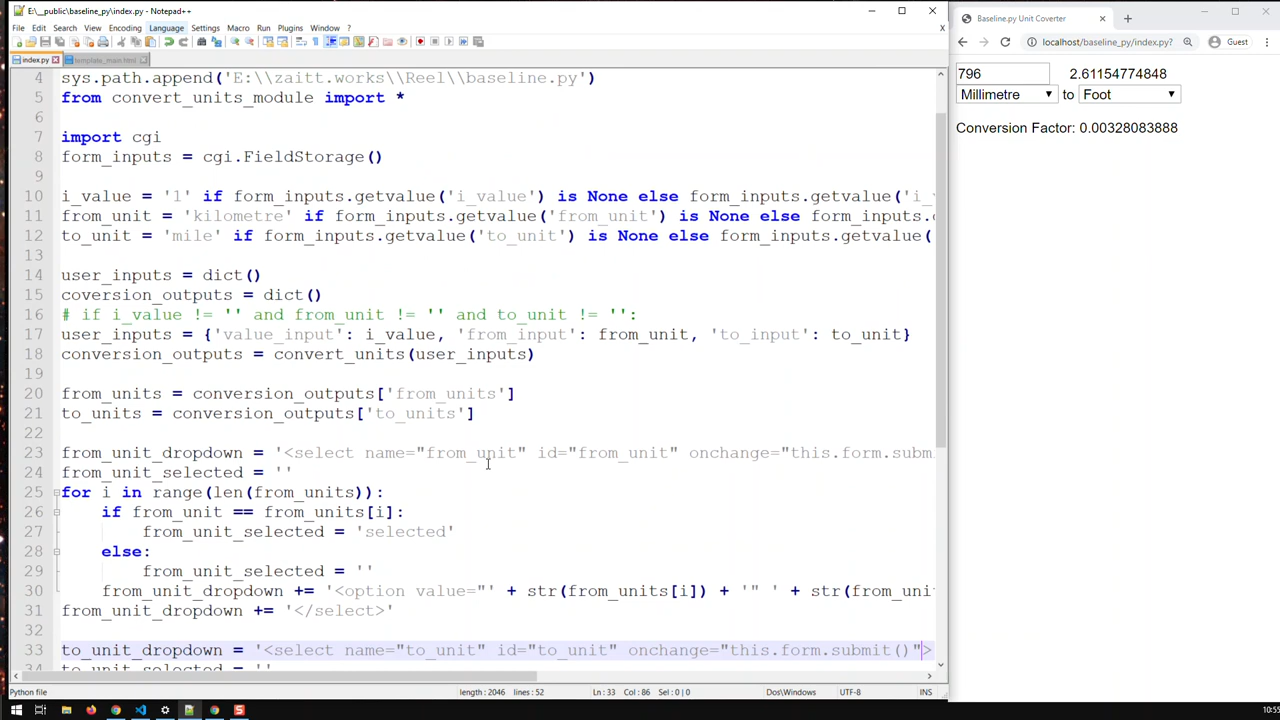 E:\__public\baseline_py\index.py - Notepad++
File Edit Search View Encoding Language Settings Macro Run Plugins Window ?
X
index.py template_main.html
4 sys.path.append('E:\\zaitt.works\\Reel\\baseline.py')
5 from convert_units_module import *
6
7 import cgi
8 form_inputs = cgi.FieldStorage()
9
10 i_value = '1' if form_inputs.getvalue('i_value') is None else form_inputs.getvalue('i_v
11 from_unit = 'kilometre' if form_inputs.getvalue('from_unit') is None else form_inputs.g
12 to_unit = 'mile' if form_inputs.getvalue('to_unit') is None else form_inputs.getvalue(
13
14 user_inputs = dict()
15 coversion_outputs = dict()
16 # if i_value != '' and from_unit != '' and to_unit != '':
17 user_inputs = {'value_input': i_value, 'from_input': from_unit, 'to_input': to_unit}
18 conversion_outputs = convert_units(user_inputs)
19
20 from_units = conversion_outputs['from_units']
21 to_units = conversion_outputs['to_units']
22
23 from_unit_dropdown = '<select name="from_unit" id="from_unit" onchange="this.form.subm
24 from_unit_selected = ''
25 for i in range(len(from_units)):
26 if from_unit == from_units[i]:
27 from_unit_selected = 'selected'
28 else:
29 from_unit_selected = ''
30 from_unit_dropdown += '<option value="' + str(from_units[i]) + '" ' + str(from_uni
31 from_unit_dropdown += '</select>'
32
33 to_unit_dropdown = '<select name="to_unit" id="to_unit" onchange="this.form.submit()">
34 to_unit_selected = ''
Python file length : 2046 lines : 52 Ln : 33 Col : 86 Sel : 0 | 0 Dos\Windows UTF-8 INS
Baseline.py Unit Coverter
localhost/baseline_py/index.py? Guest
796 2.61154774848
Millimetre to Foot
Conversion Factor: 0.00328083888